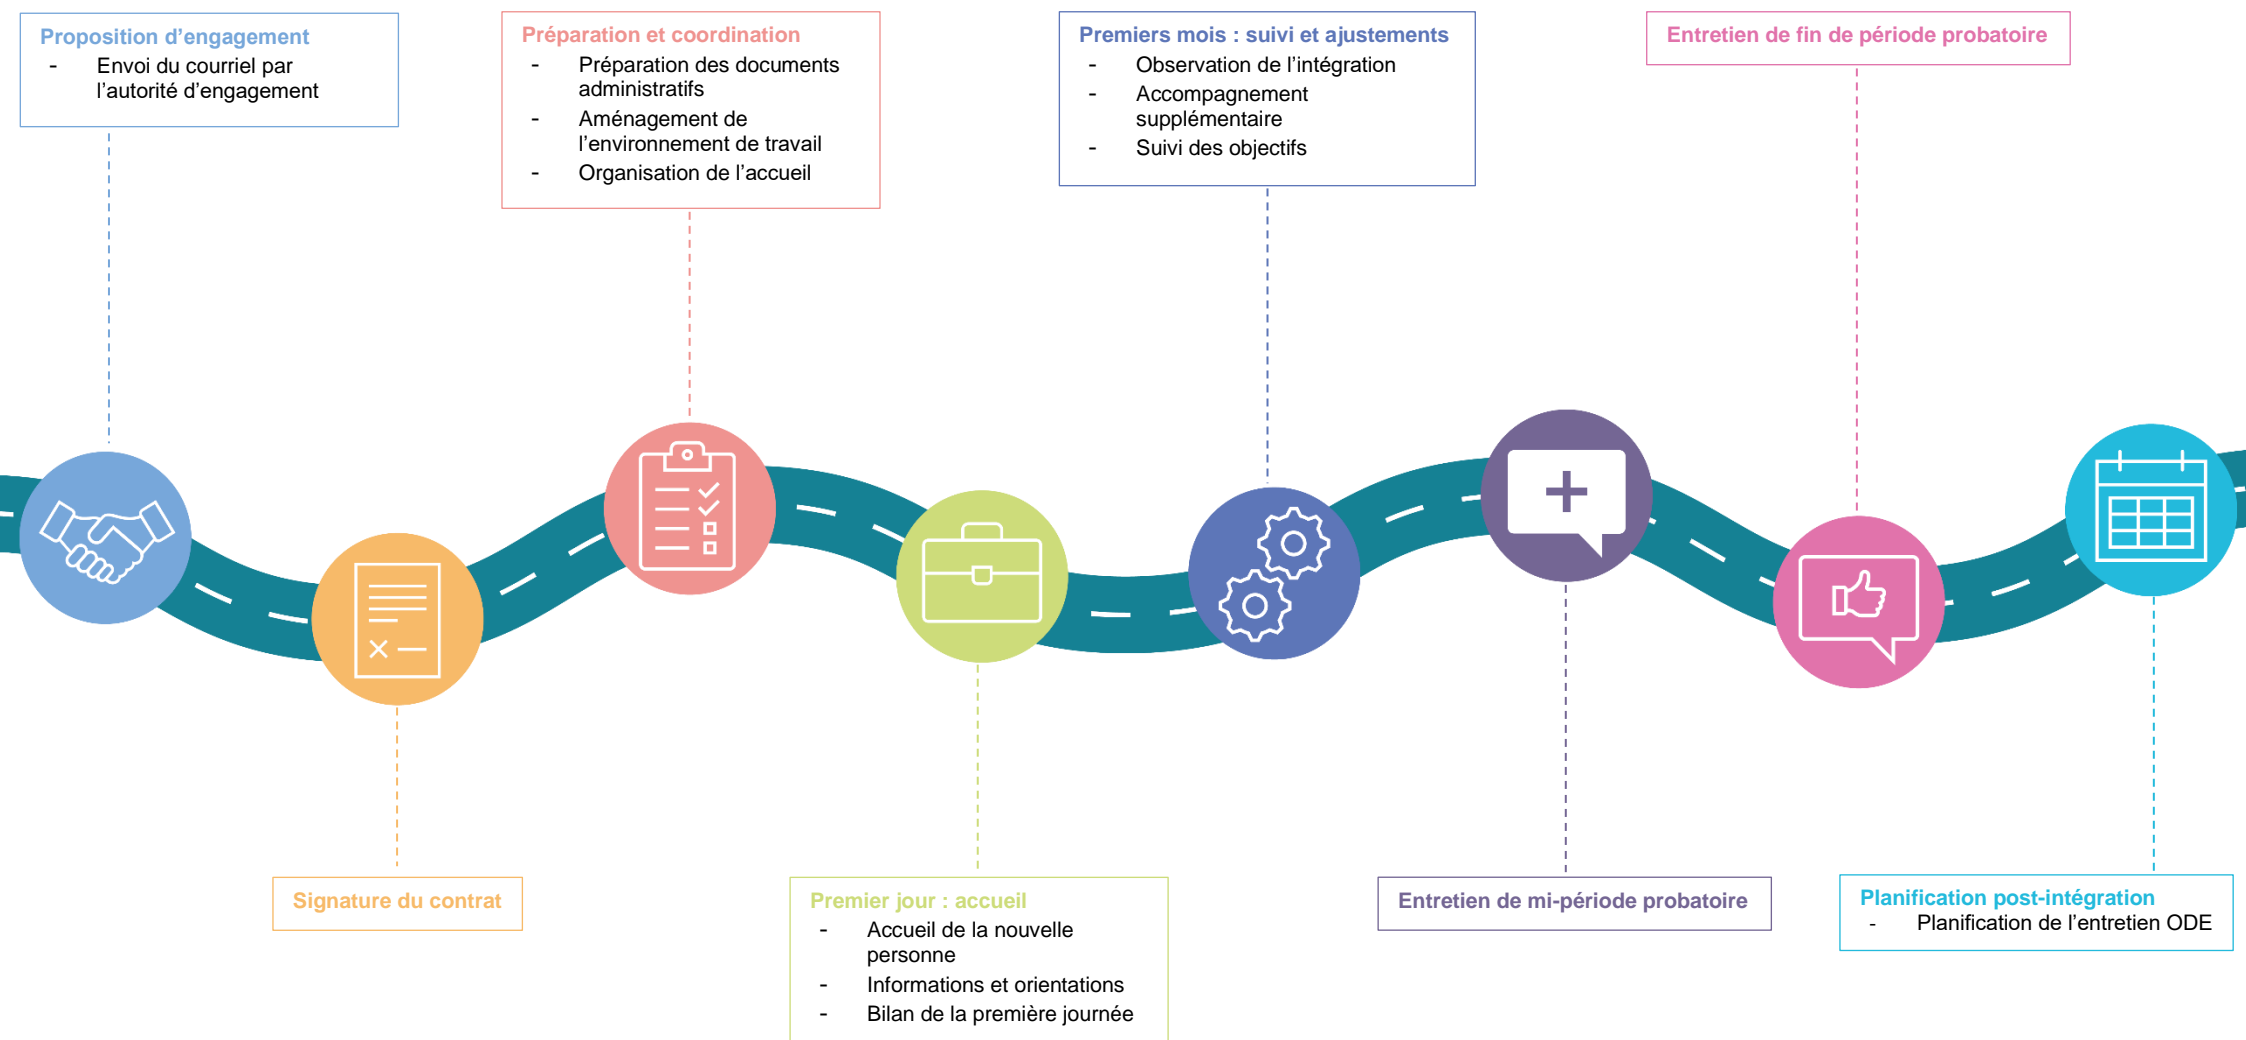 Proposition d’engagement
- Envoi du courriel par
l’autorité d’engagement
Signature du contrat
Préparation et coordination
- Préparation des documents
administratifs
- Aménagement de
l’environnement de travail
- Organisation de l’accueil
Premier jour : accueil
- Accueil de la nouvelle
personne
- Informations et orientations
- Bilan de la première journée
Premiers mois : suivi et ajustements
- Observation de l’intégration
- Accompagnement
supplémentaire
- Suivi des objectifs
Entretien de mi-période probatoire
Entretien de fin de période probatoire
Planification post-intégration
- Planification de l’entretien ODE